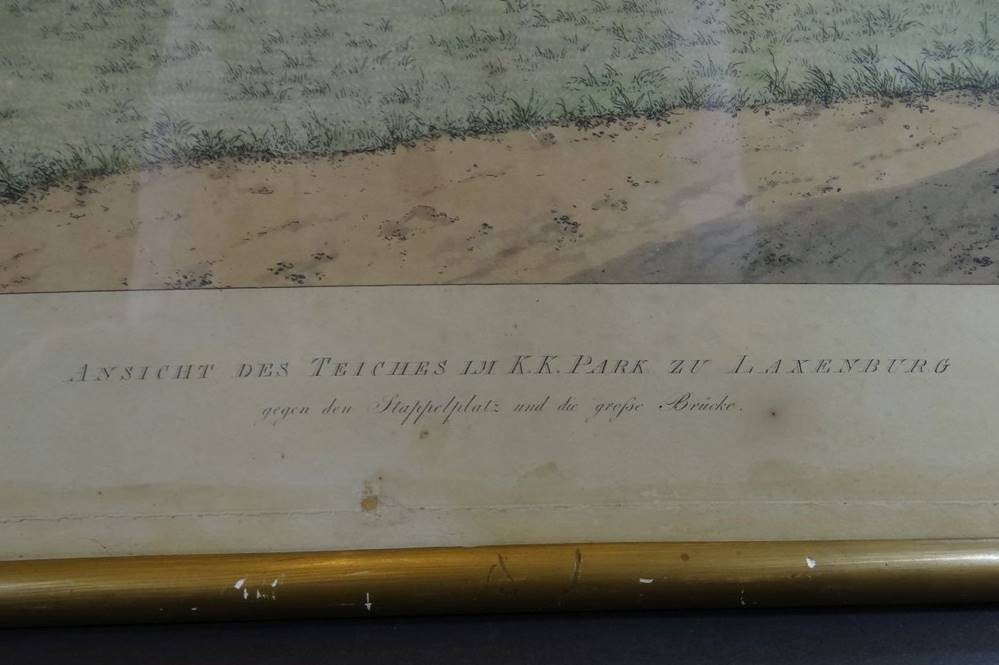 ANSICHT DES TEICHES IM K.K. PARK ZU LAXENBURG
gegen den Stappelplatz und die große Brücke.